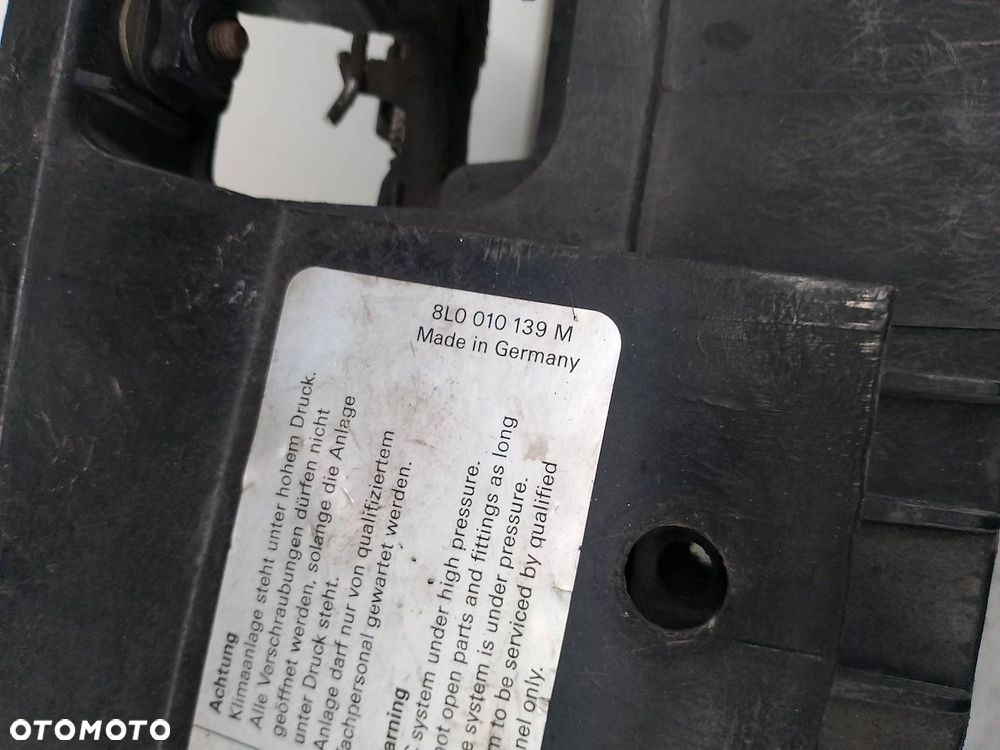 8L0 010 139 M
Made in Germany
Achtung
Klimaanlage steht unter hohem Druck.
Alle Verschraubungen dürfen nicht
geöffnet werden, solange die Anlage
unter Druck steht.
Anlage darf nur von qualifiziertem
Fachpersonal gewartet werden.
arning
system under high pressure.
not open parts and fittings as long
e system is under pressure.
m to be serviced by qualified
nel only.
OTOMOTO